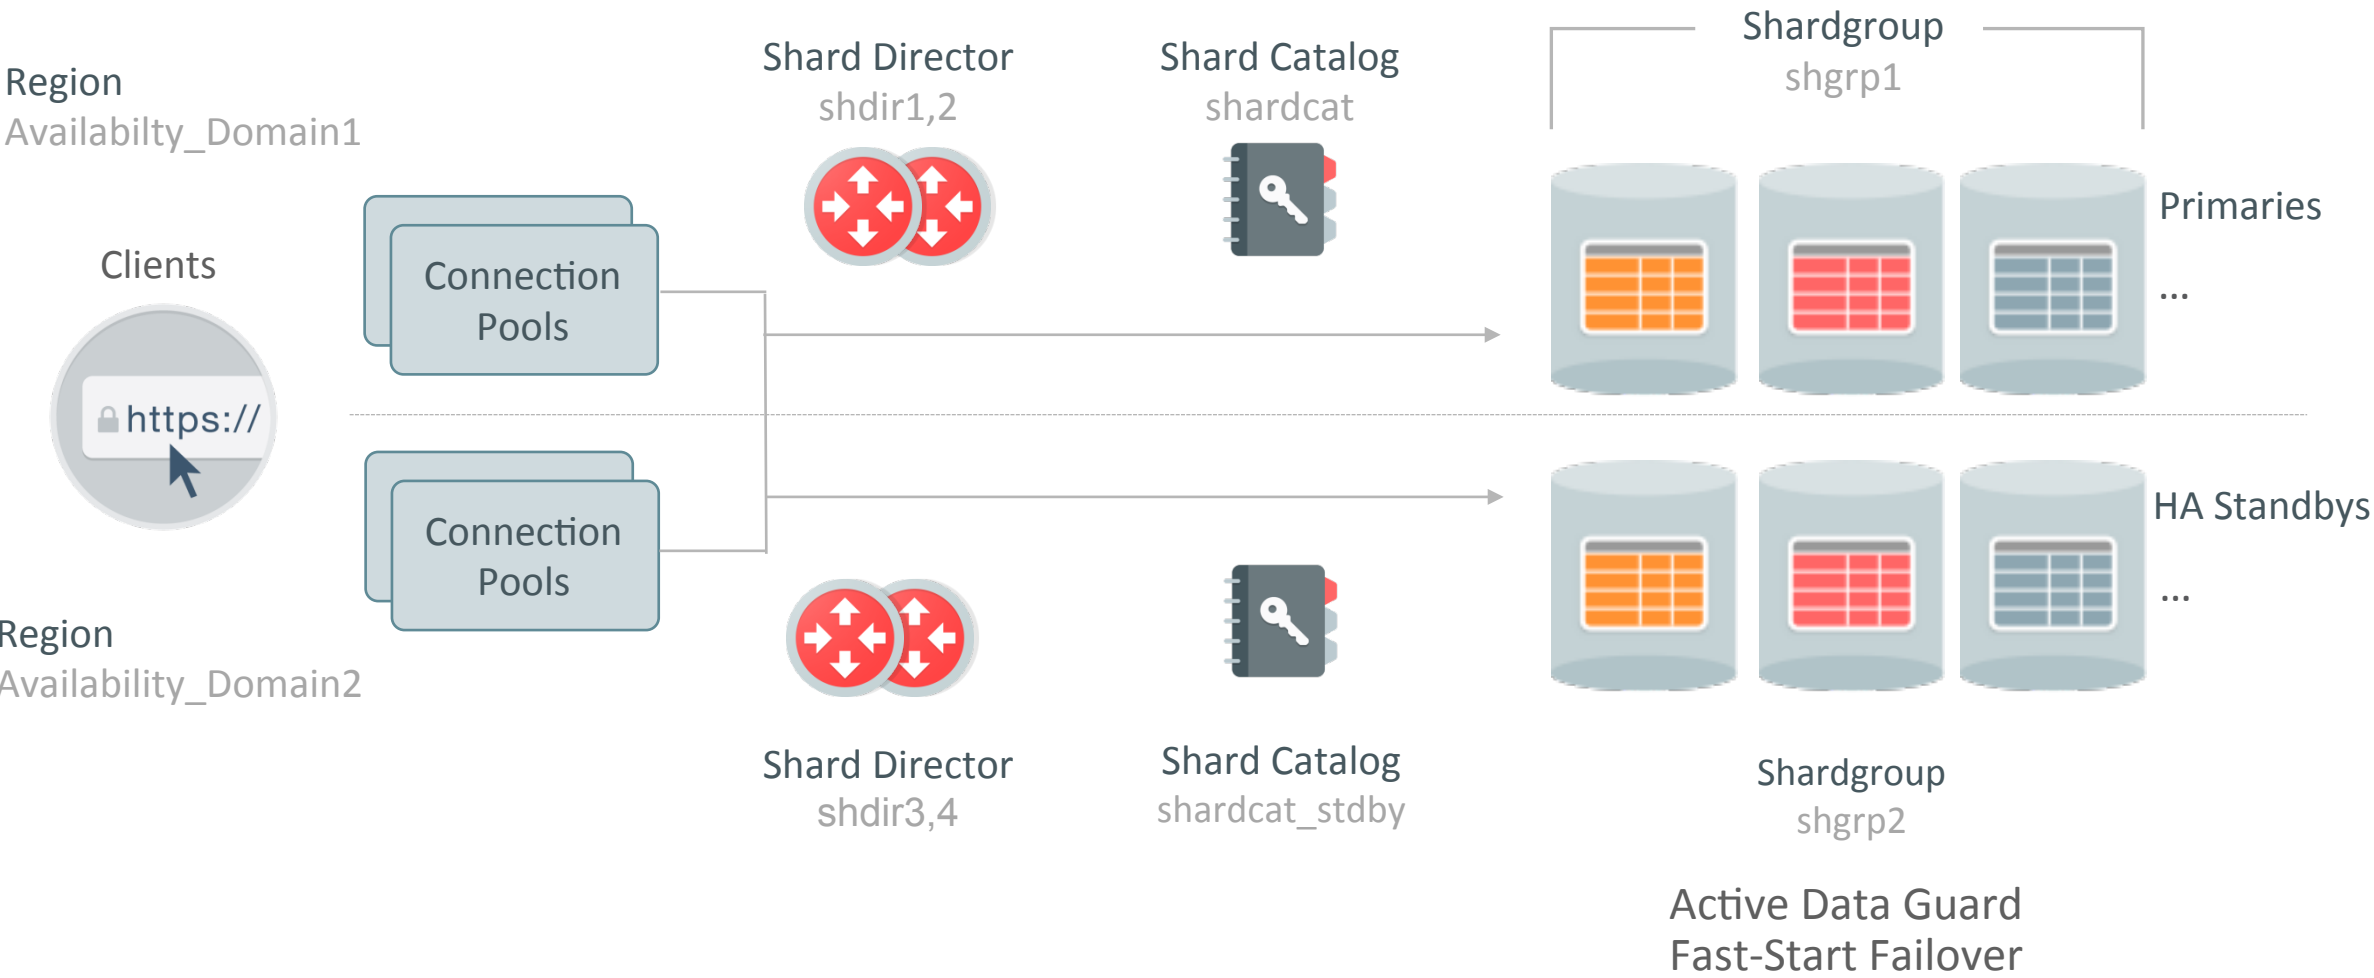 Region
Availabilty_Domain1
Clients
https://
Connection
Pools
Shard Director
shdir1,2
Shard Catalog
shardcat
Shardgroup
shgrp1
Primaries
...
Region
Availability_Domain2
Connection
Pools
Shard Director
shdir3,4
Shard Catalog
shardcat_stdby
HA Standbys
...
Shardgroup
shgrp2
Active Data Guard
Fast-Start Failover